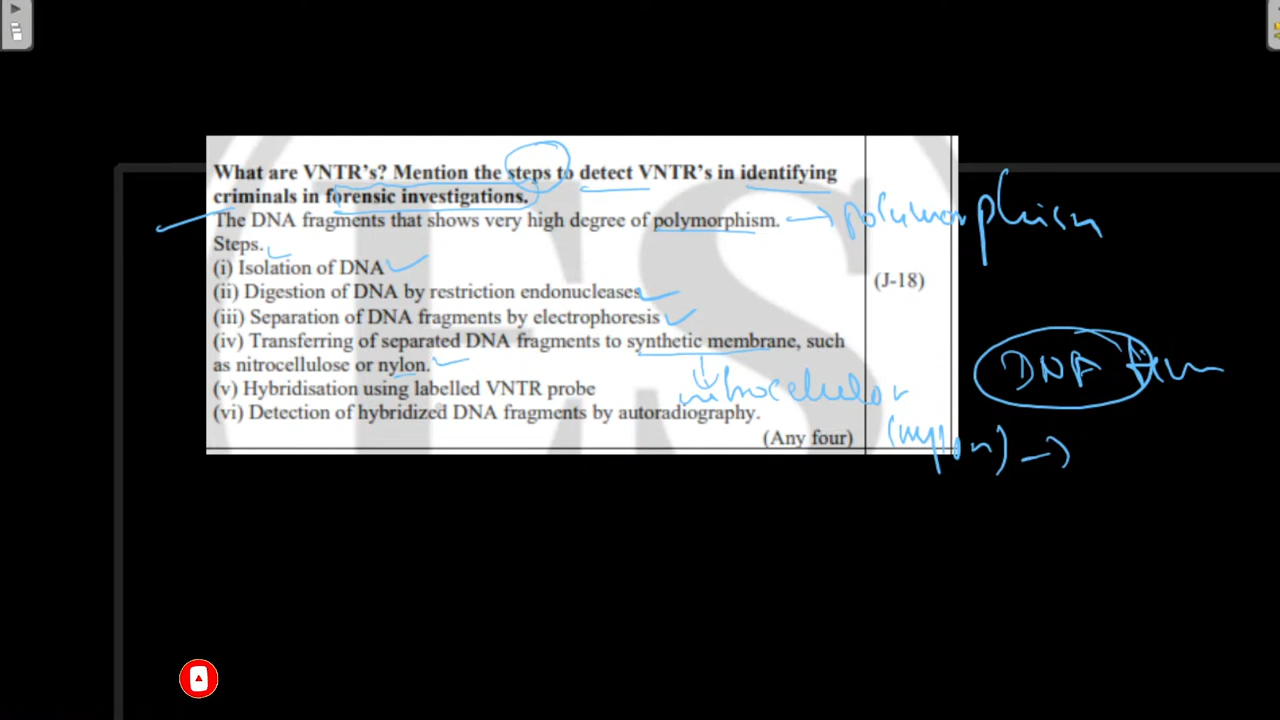 What are VNTR's? Mention the steps to detect VNTR's in identifying
criminals in forensic investigations.
The DNA fragments that shows very high degree of polymorphism.
polymorphism
Steps.
(i) Isolation of DNA
(J-18)
(ii) Digestion of DNA by restriction endonucleases
(iii) Separation of DNA fragments by electrophoresis
(iv) Transferring of separated DNA fragments to synthetic membrane, such
as nitrocellulose or nylon.
DNA
(v) Hybridisation using labelled VNTR probe
(vi) Detection of hybridized DNA fragments by autoradiography.
(Any four)
(nylon)